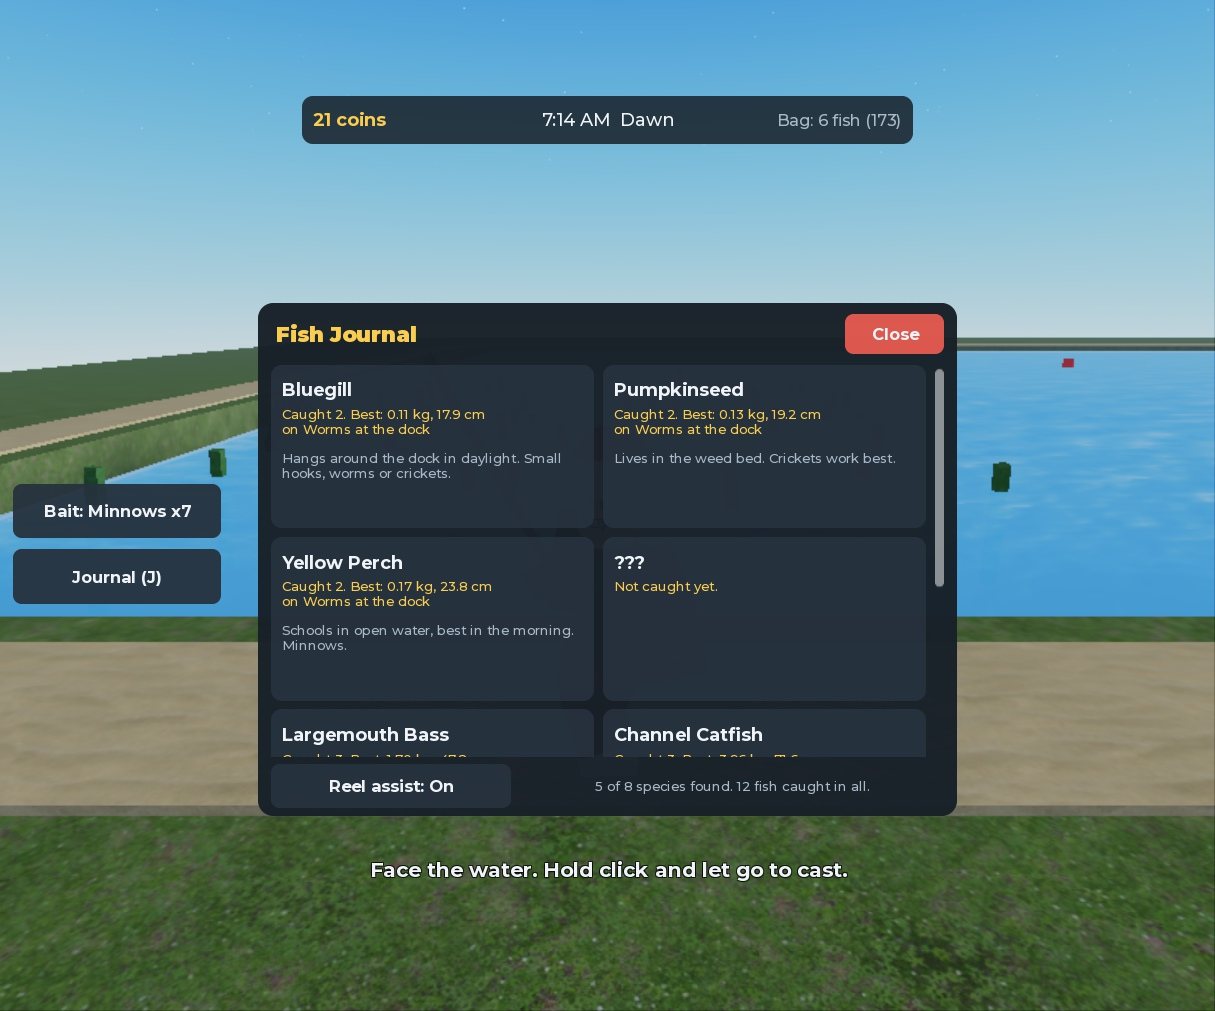 21 coins
7:14 AM  Dawn
Bag: 6 fish (173)
Fish Journal
Close
Bluegill
Caught 2. Best: 0.11 kg, 17.9 cm
on Worms at the dock
Hangs around the dock in daylight. Small
hooks, worms or crickets.
Pumpkinseed
Caught 2. Best: 0.13 kg, 19.2 cm
on Worms at the dock
Lives in the weed bed. Crickets work best.
Bait: Minnows x7
Journal (J)
Yellow Perch
Caught 2. Best: 0.17 kg, 23.8 cm
on Worms at the dock
Schools in open water, best in the morning.
Minnows.
???
Not caught yet.
Largemouth Bass
Channel Catfish
Reel assist: On
5 of 8 species found. 12 fish caught in all.
Face the water. Hold click and let go to cast.